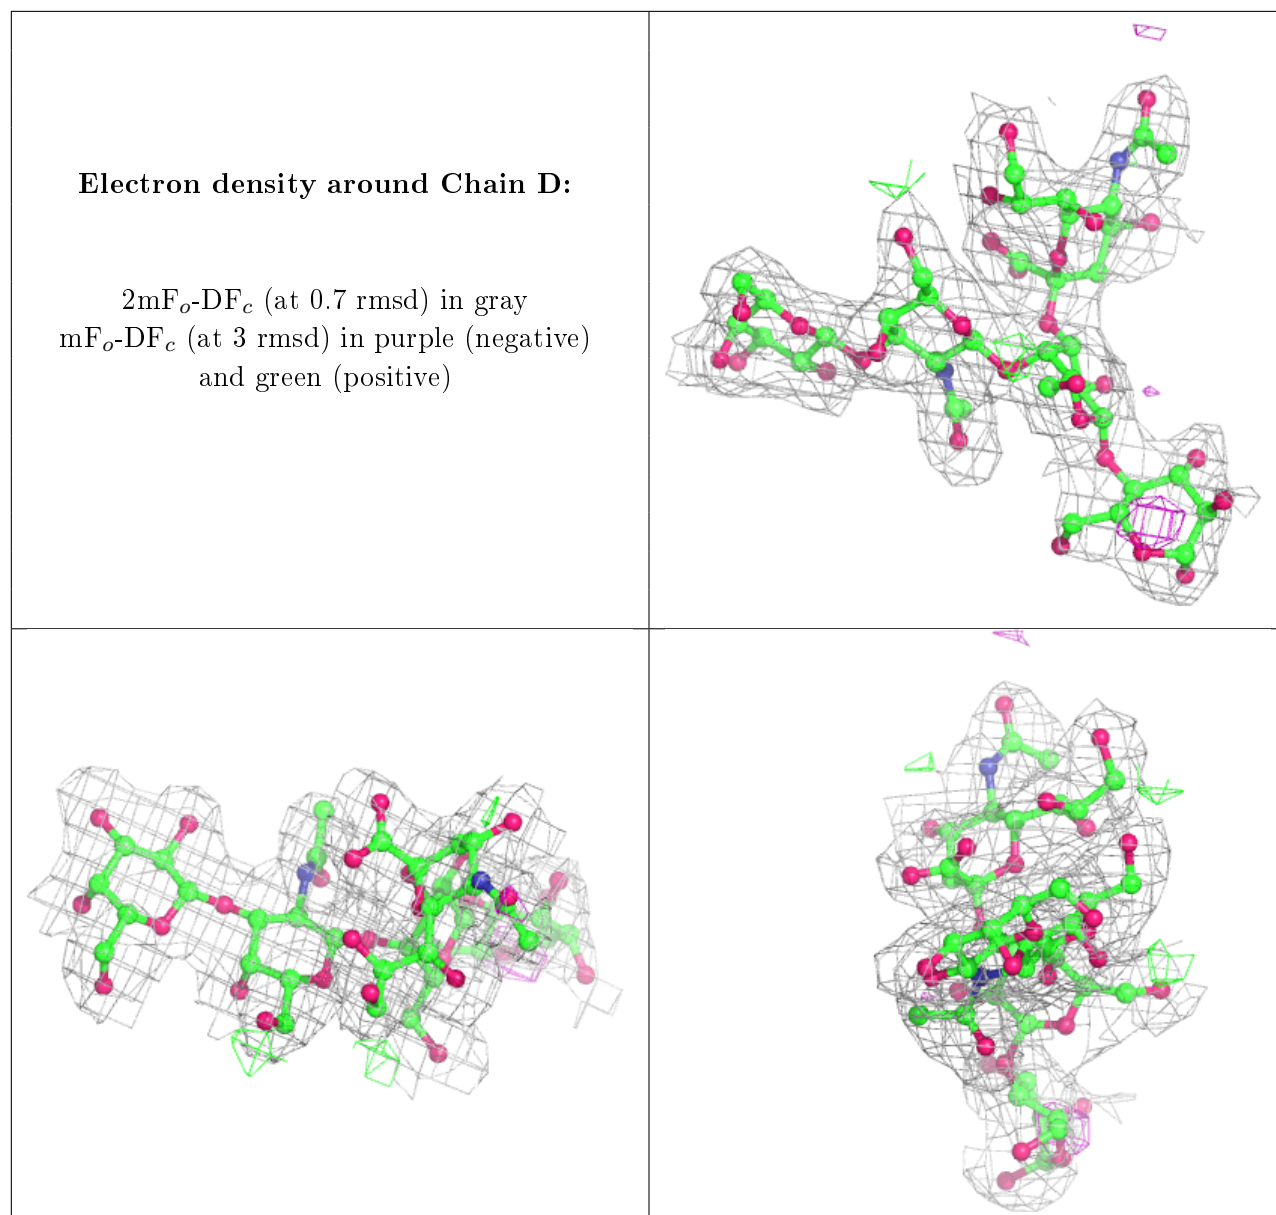 Electron density around Chain D:
2mFₒ-DF𝒸 (at 0.7 rmsd) in gray
mFₒ-DF𝒸 (at 3 rmsd) in purple (negative)
and green (positive)